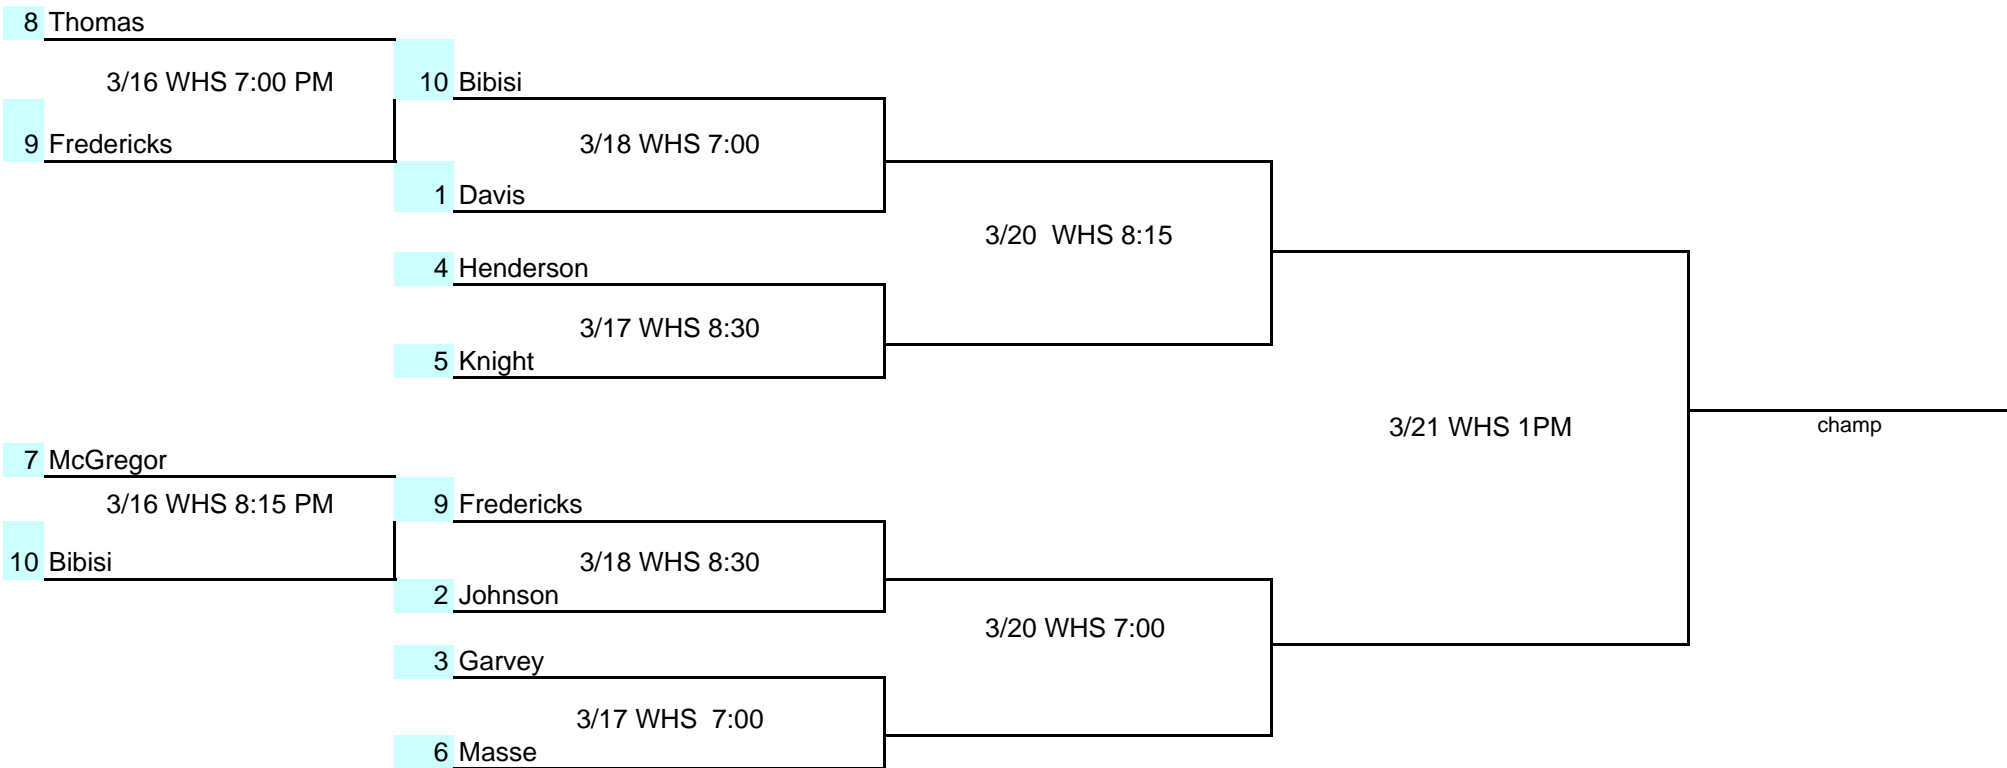 8 Thomas
3/16 WHS 7:00 PM
10 Bibisi
9 Fredericks
3/18 WHS 7:00
1 Davis
3/20 WHS 8:15
4 Henderson
3/17 WHS 8:30
5 Knight
3/21 WHS 1PM
champ
7 McGregor
3/16 WHS 8:15 PM
9 Fredericks
10 Bibisi
3/18 WHS 8:30
2 Johnson
3/20 WHS 7:00
3 Garvey
3/17 WHS 7:00
6 Masse